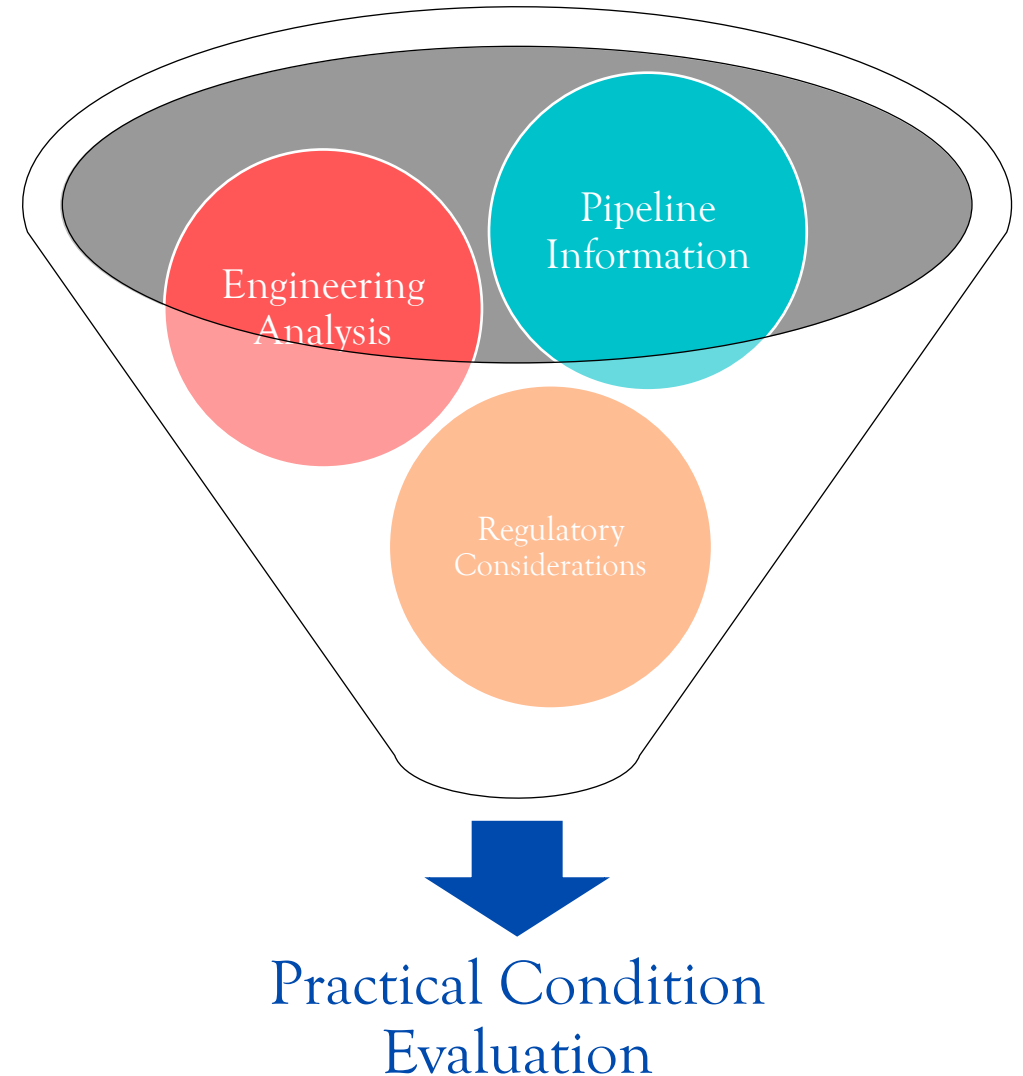 Pipeline
Information
Engineering
Analysis
Regulatory
Considerations
Practical Condition
Evaluation